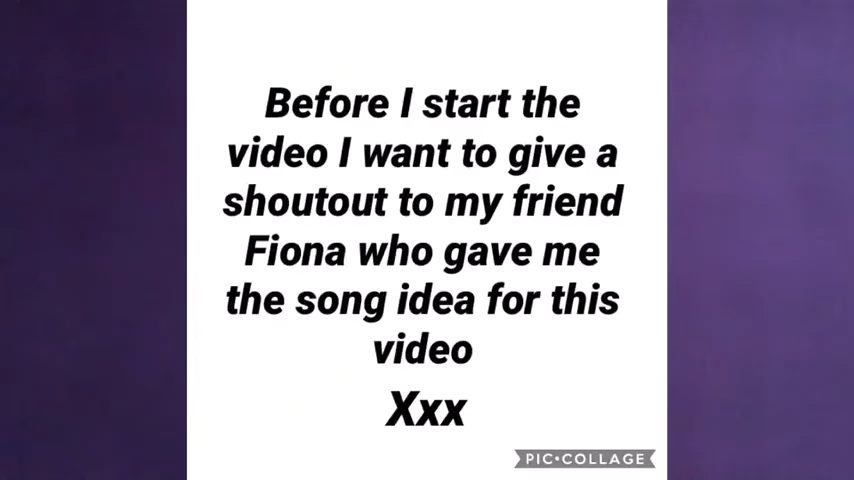 Before I start the
video I want to give a
shoutout to my friend
Fiona who gave me
the song idea for this
video
Xxx
PIC•COLLAGE